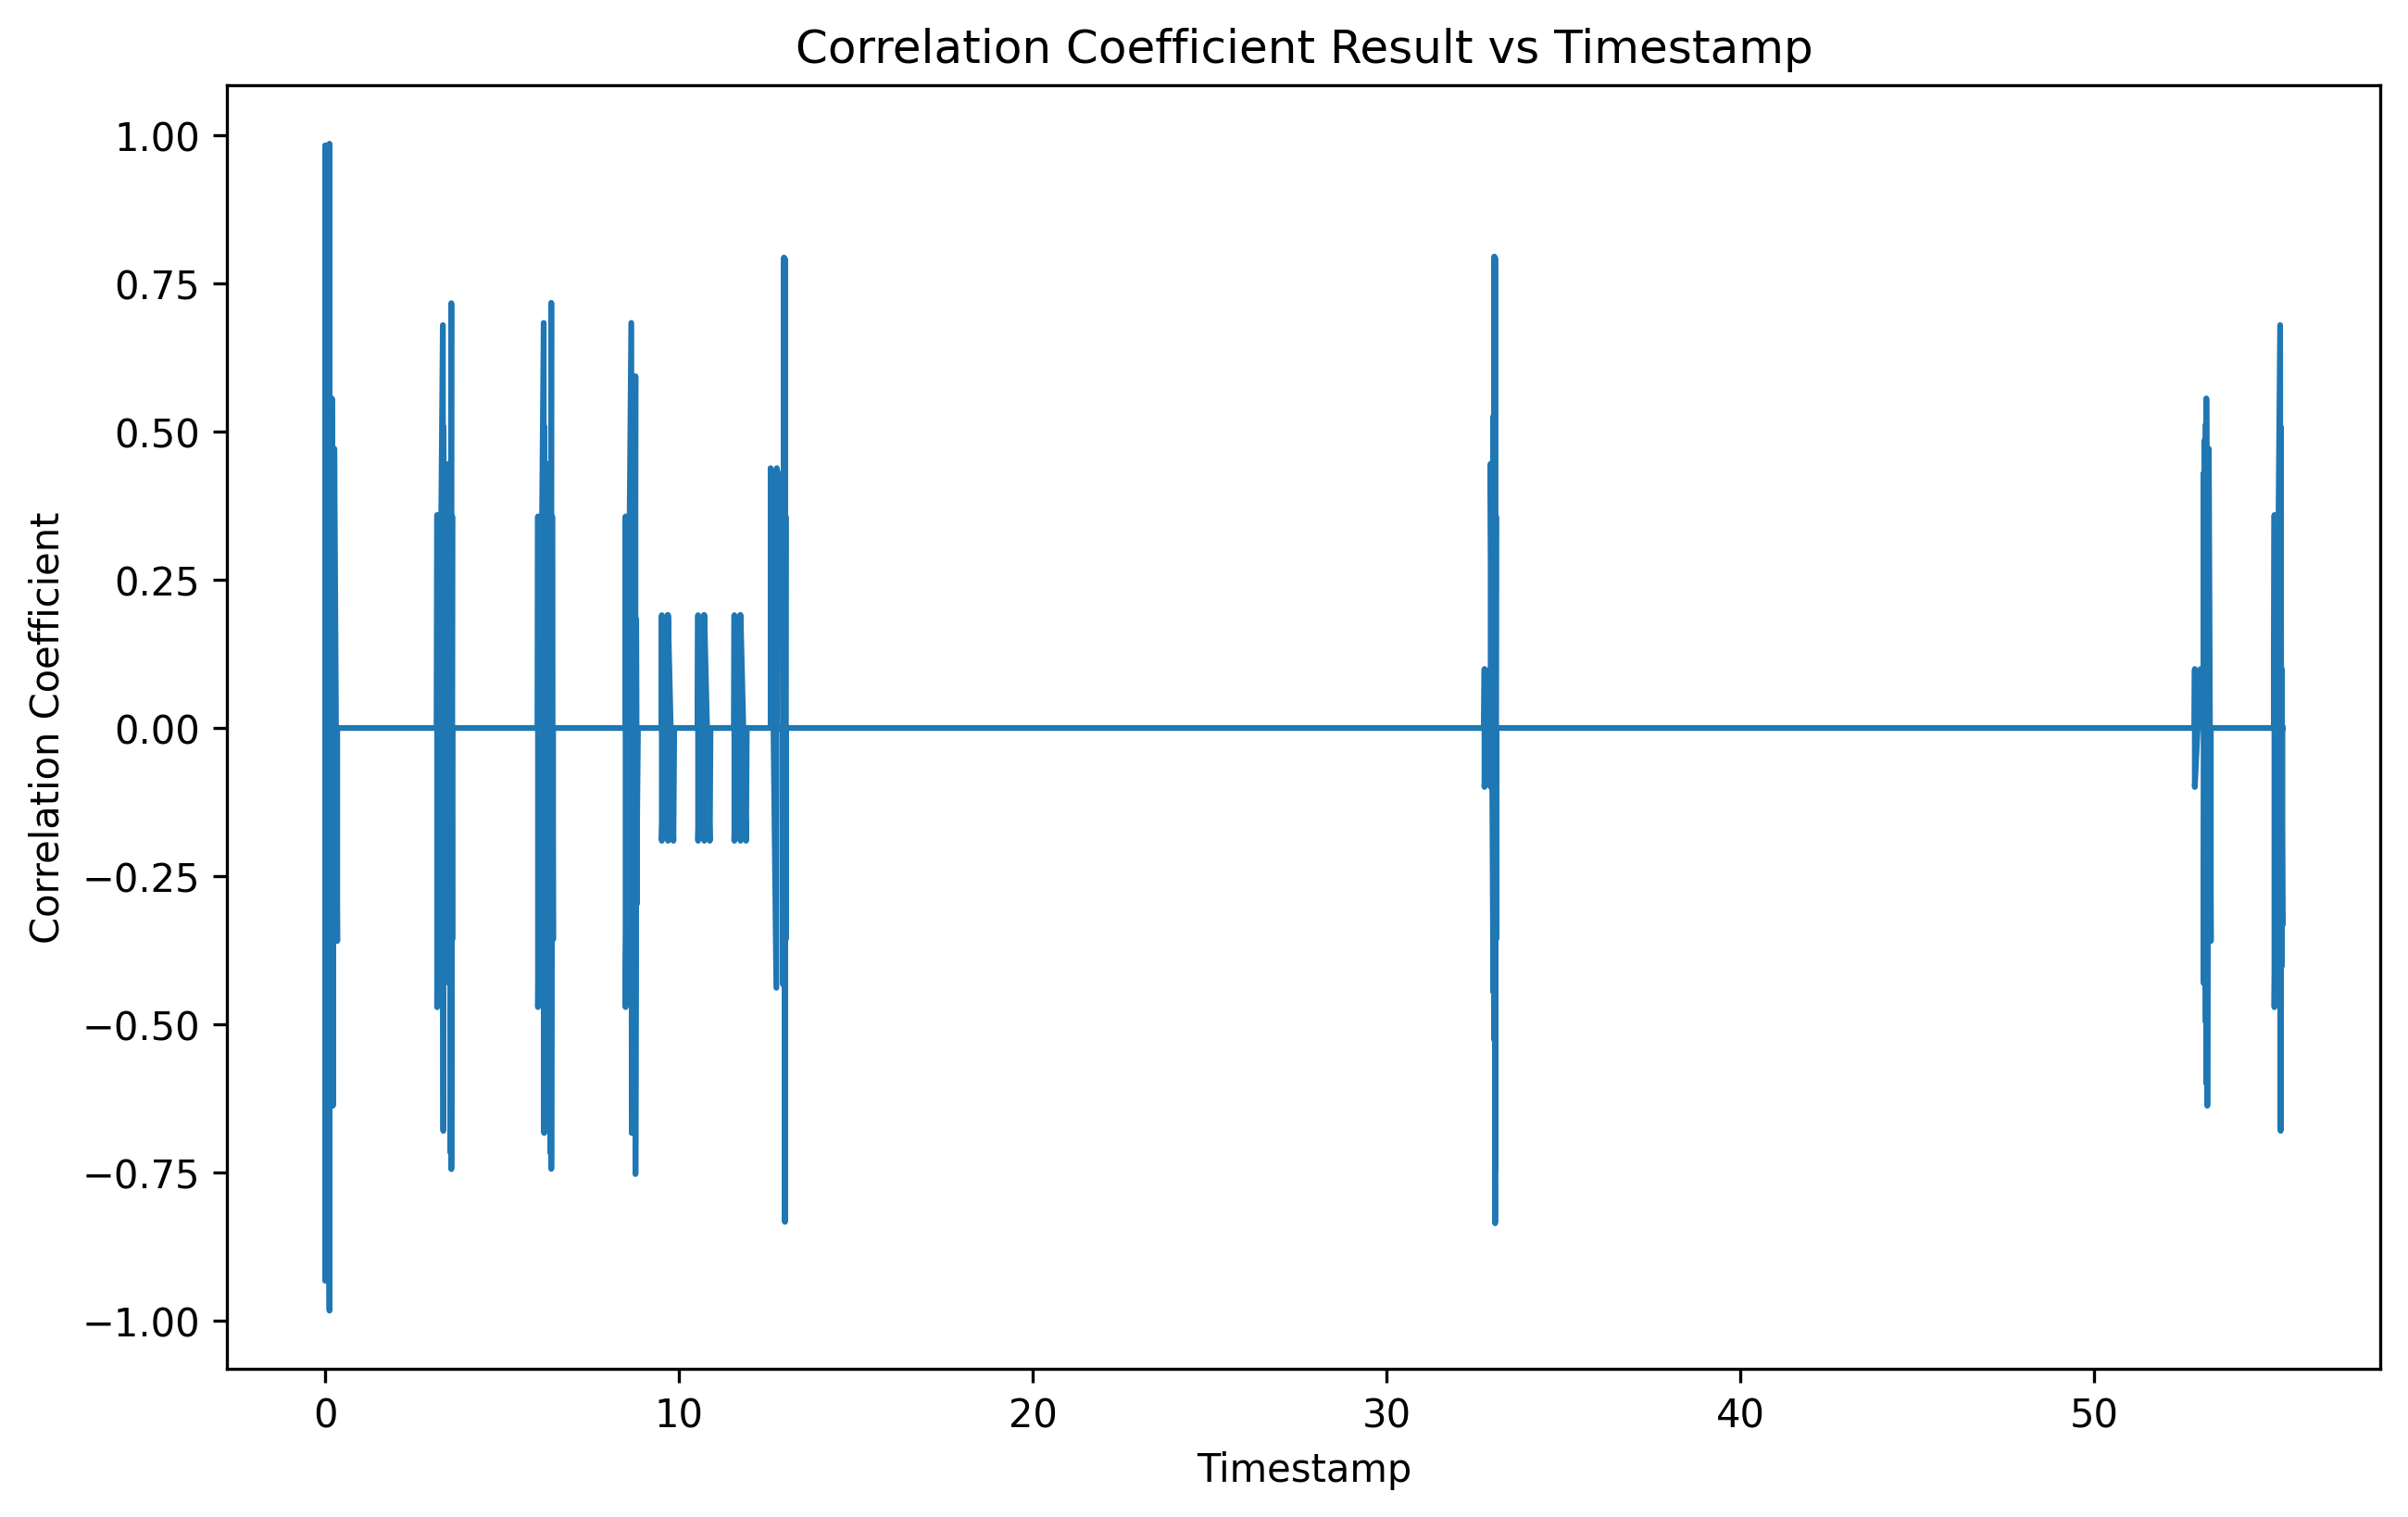 Correlation Coefficient Result vs Timestamp
Correlation Coefficient
1.00
0.75
0.50
0.25
0.00
−0.25
−0.50
−0.75
−1.00
0 10 20 30 40 50
Timestamp